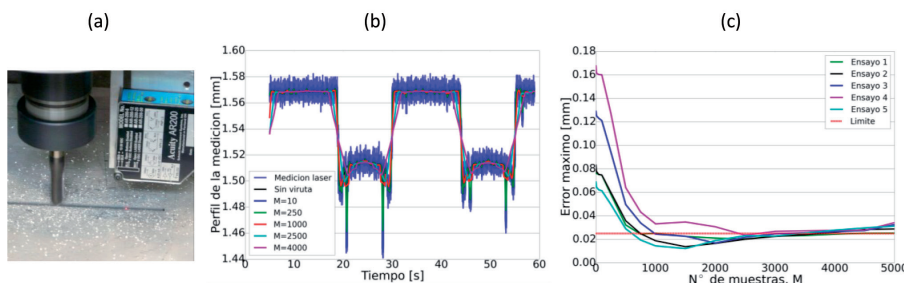 (a)
(b)
(c)
Acuity AR200
Perfil de la medicion [mm]
1.60
1.58
1.56
1.54
1.52
1.50
1.48
1.46
1.44
Medicion laser
Sin viruta
M=10
M=250
M=1000
M=2500
M=4000
0
10
20
30
40
50
60
Tiempo [s]
Error maximo [mm]
0.18
0.16
0.14
0.12
0.10
0.08
0.06
0.04
0.02
0.00
Ensayo 1
Ensayo 2
Ensayo 3
Ensayo 4
Ensayo 5
Limite
0
1000
2000
3000
4000
5000
N° de muestras, M